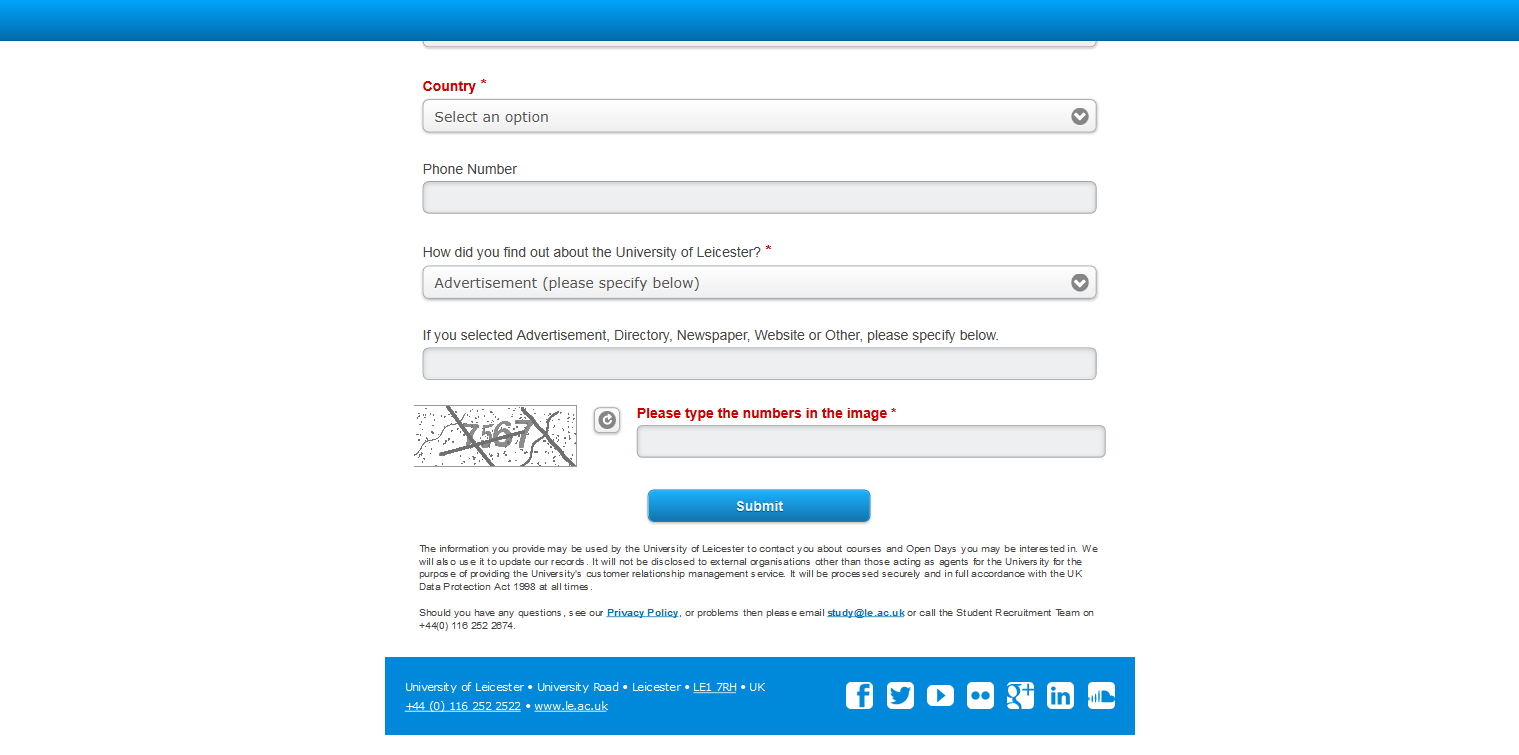 Country *
Select an option
Phone Number
How did you find out about the University of Leicester? *
Advertisement (please specify below)
If you selected Advertisement, Directory, Newspaper, Website or Other, please specify below.
7567
Please type the numbers in the image *
Submit
The information you provide may be used by the University of Leicester to contact you about courses and Open Days you may be interested in. We
will also use it to update our records. It will not be disclosed to external organisations other than those acting as agents for the University for the
purpose of providing the University's customer relationship management service. It will be processed securely and in full accordance with the UK
Data Protection Act 1998 at all times.
Should you have any questions, see our Privacy Policy, or problems then please email study@le.ac.uk or call the Student Recruitment Team on
+44(0) 116 252 2674.
University of Leicester • University Road • Leicester • LE1 7RH • UK
+44 (0) 116 252 2522 • www.le.ac.uk